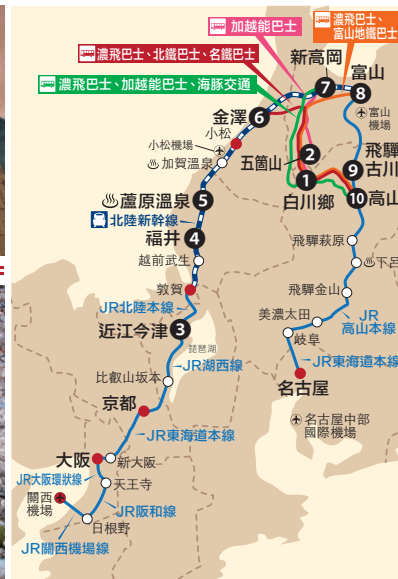 加越能巴士
濃飛巴士、
富山地鐵巴士
濃飛巴士、北鐵巴士、名鐵巴士
新高岡
富山
濃飛巴士、加越能巴士、海豚交通
7
8
金澤
6
小松
富山
機場
小松機場
加賀溫泉
五箇山
2
飛驒
古川
9
1
10
高山
白川鄉
蘆原溫泉
5
北陸新幹線
福井
4
飛驒萩原
越前武生
下呂
敦賀
飛驒金山
JR北陸本線
美濃太田
JR
高山本線
近江今津
3
岐阜
琵琶湖
JR湖西線
JR東海道本線
比叡山坂本
名古屋
京都
名古屋中部
國際機場
JR東海道本線
大阪
新大阪
JR大阪環狀線
天王寺
關西
機場
JR阪和線
日根野
JR關西機場線